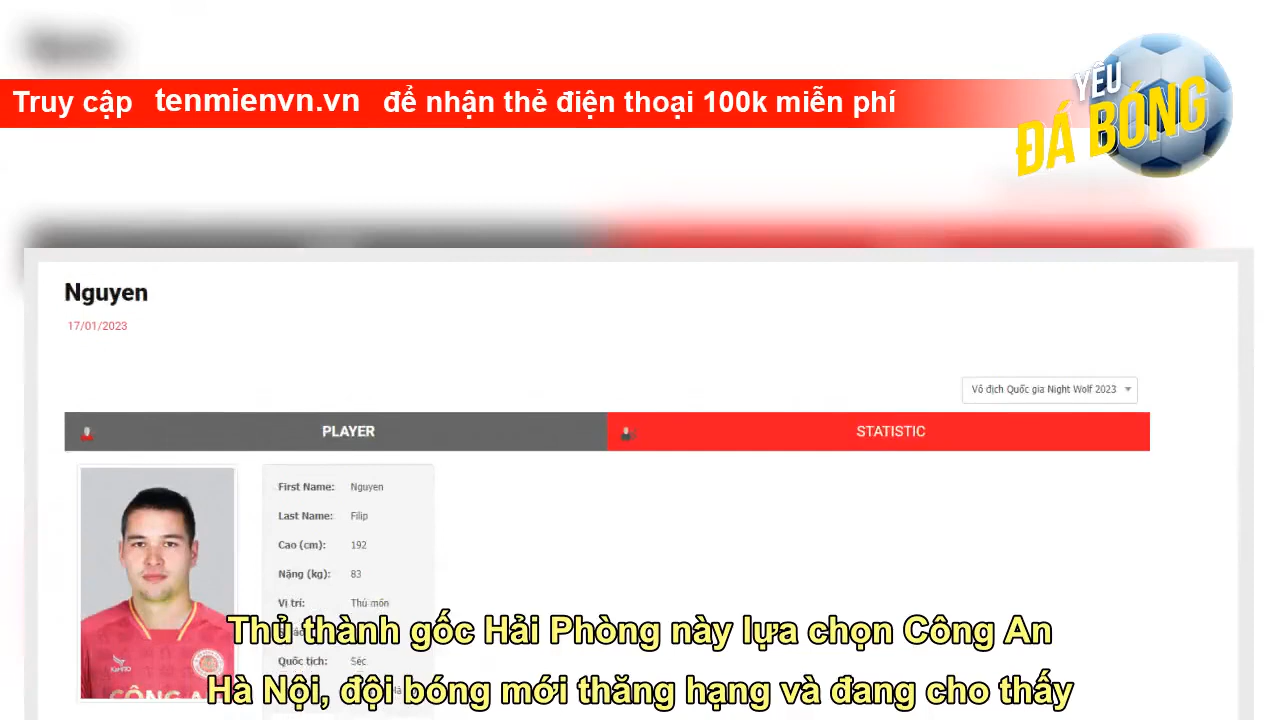 Truy cập tenmienvn.vn để nhận thẻ điện thoại 100k miễn phí
YÊU
ĐÁ BÓNG
Nguyen
17/01/2023
Vô địch Quốc gia Night Wolf 2023
PLAYER STATISTIC
First Name: Nguyen
Last Name: Filip
Cao (cm): 192
Nặng (kg): 83
Vị trí: Thủ môn
Quốc tịch: Séc
KAMITO
CÔNG A
Thủ thành gốc Hải Phòng này lựa chọn Công An
Hà Nội, đội bóng mới thăng hạng và đang cho thấy